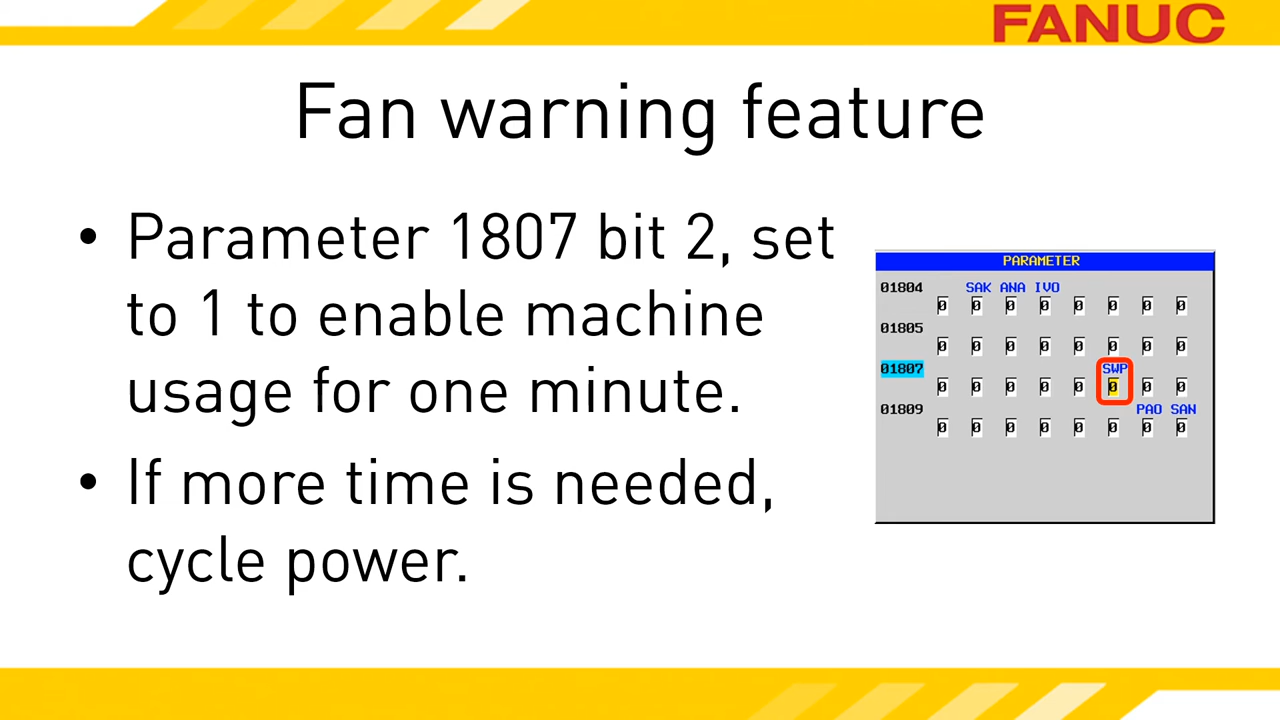 FANUC
Fan warning feature
• Parameter 1807 bit 2, set
to 1 to enable machine
usage for one minute.
• If more time is needed,
cycle power.
PARAMETER
01804 SAK ANA IVO
0 0 0 0 0 0 0 0
01805
0 0 0 0 0 0 0 0
01807 SWP
0 0 0 0 0 0 0 0
01809 PAO SAN
0 0 0 0 0 0 0 0